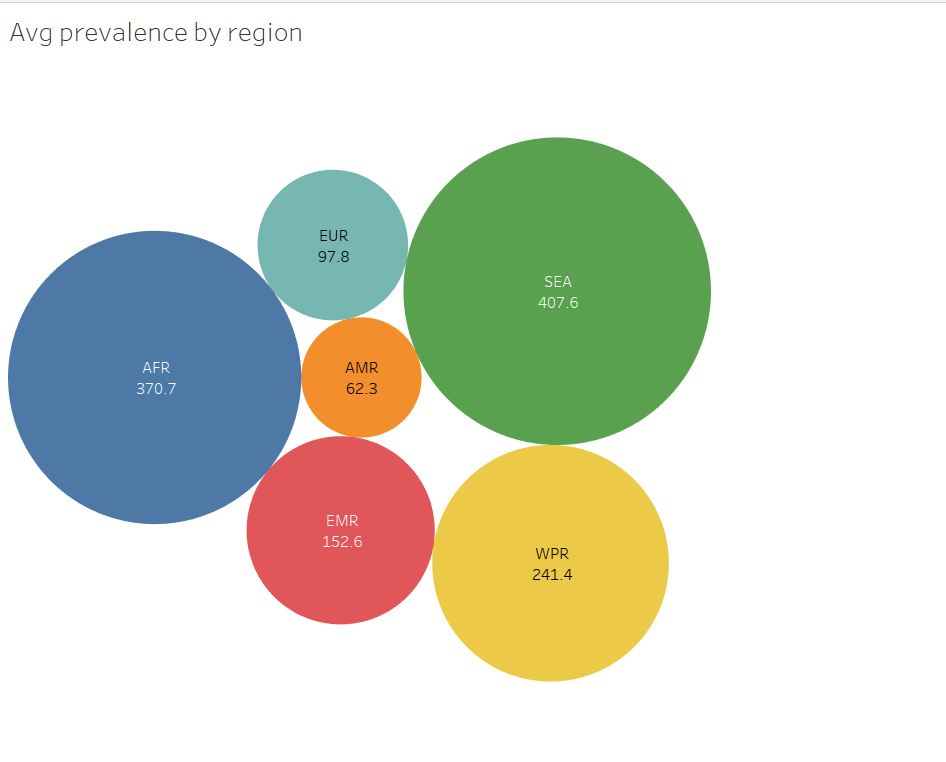 Avg prevalence by region
EUR
97.8
SEA
407.6
AFR
370.7
AMR
62.3
EMR
152.6
WPR
241.4